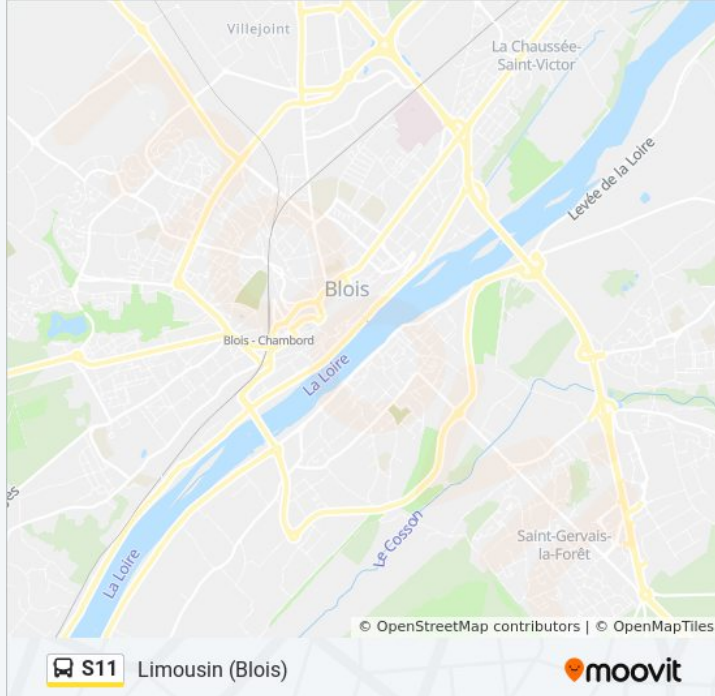 Villejoint
La Chaussée-
Saint-Victor
Levée de la Loire
Blois
Blois - Chambord
La Loire
es
Le Cosson
Saint-Gervais-
la-Forêt
La Loire
© OpenStreetMap contributors | © OpenMapTiles
S11 Limousin (Blois)
moovit